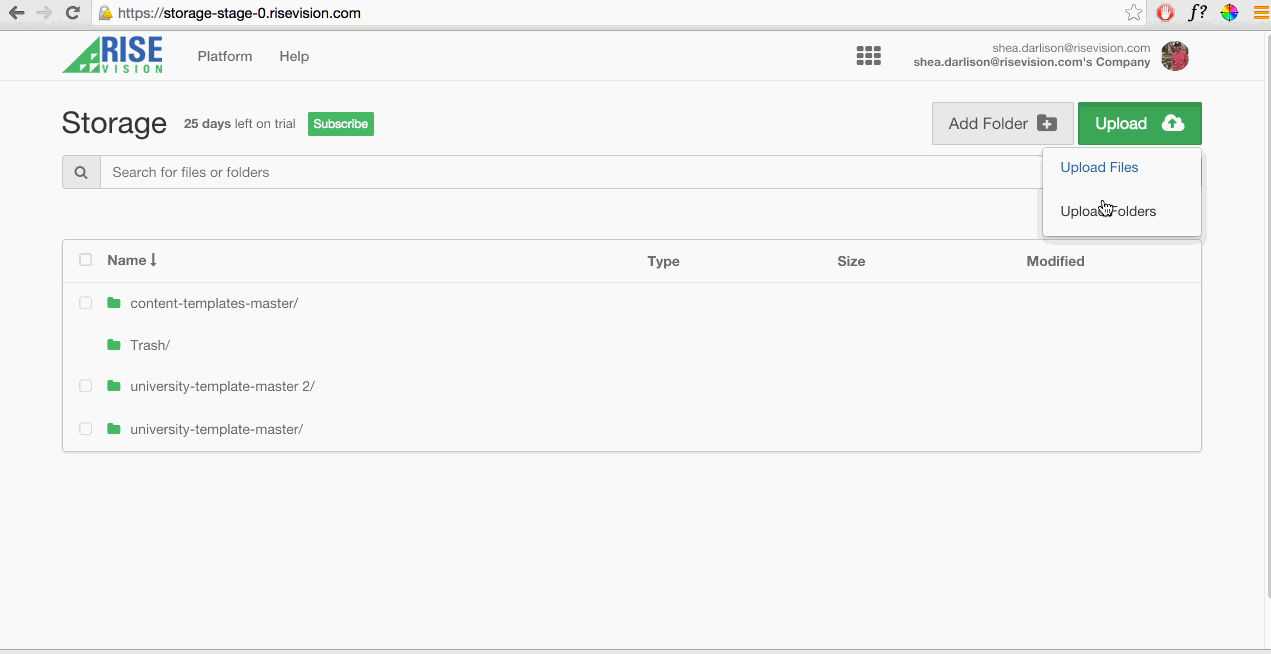 https://storage-stage-0.risevision.com
f?
RISE
VISION
Platform
Help
shea.darlison@risevision.com
shea.darlison@risevision.com's Company
Storage
25 days left on trial
Subscribe
Add Folder
Upload
Search for files or folders
Upload Files
Upload Folders
Name
Type
Size
Modified
content-templates-master/
Trash/
university-template-master 2/
university-template-master/